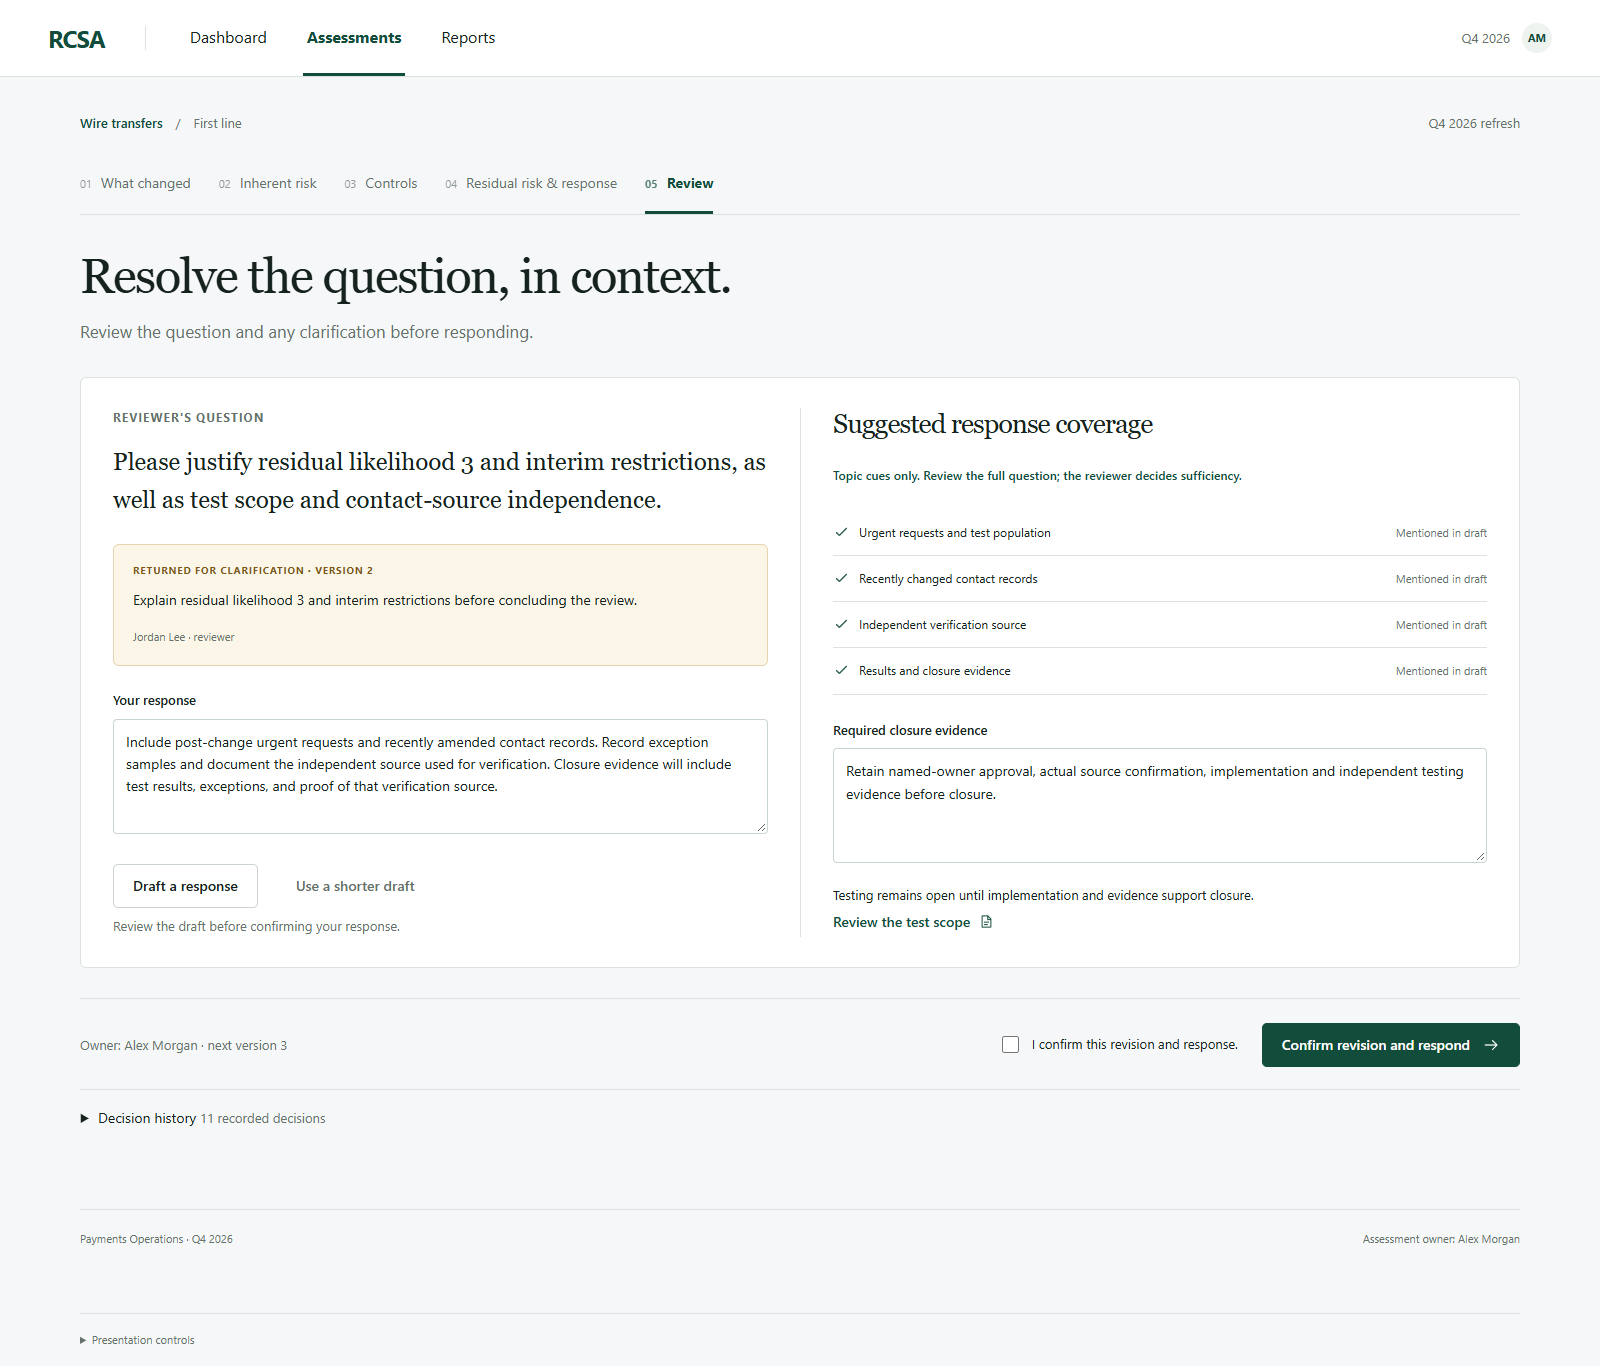 RCSA
Dashboard
Assessments
Reports
Q4 2026
AM
Wire transfers / First line
Q4 2026 refresh
01 What changed
02 Inherent risk
03 Controls
04 Residual risk & response
05 Review
Resolve the question, in context.
Review the question and any clarification before responding.
REVIEWER'S QUESTION
Please justify residual likelihood 3 and interim restrictions, as
well as test scope and contact-source independence.
RETURNED FOR CLARIFICATION · VERSION 2
Explain residual likelihood 3 and interim restrictions before concluding the review.
Jordan Lee · reviewer
Your response
Include post-change urgent requests and recently amended contact records. Record exception
samples and document the independent source used for verification. Closure evidence will include
test results, exceptions, and proof of that verification source.
Draft a response
Use a shorter draft
Review the draft before confirming your response.
Suggested response coverage
Topic cues only. Review the full question; the reviewer decides sufficiency.
Urgent requests and test population
Mentioned in draft
Recently changed contact records
Mentioned in draft
Independent verification source
Mentioned in draft
Results and closure evidence
Mentioned in draft
Required closure evidence
Retain named-owner approval, actual source confirmation, implementation and independent testing
evidence before closure.
Testing remains open until implementation and evidence support closure.
Review the test scope
Owner: Alex Morgan · next version 3
I confirm this revision and response.
Confirm revision and respond
Decision history 11 recorded decisions
Payments Operations · Q4 2026
Assessment owner: Alex Morgan
Presentation controls